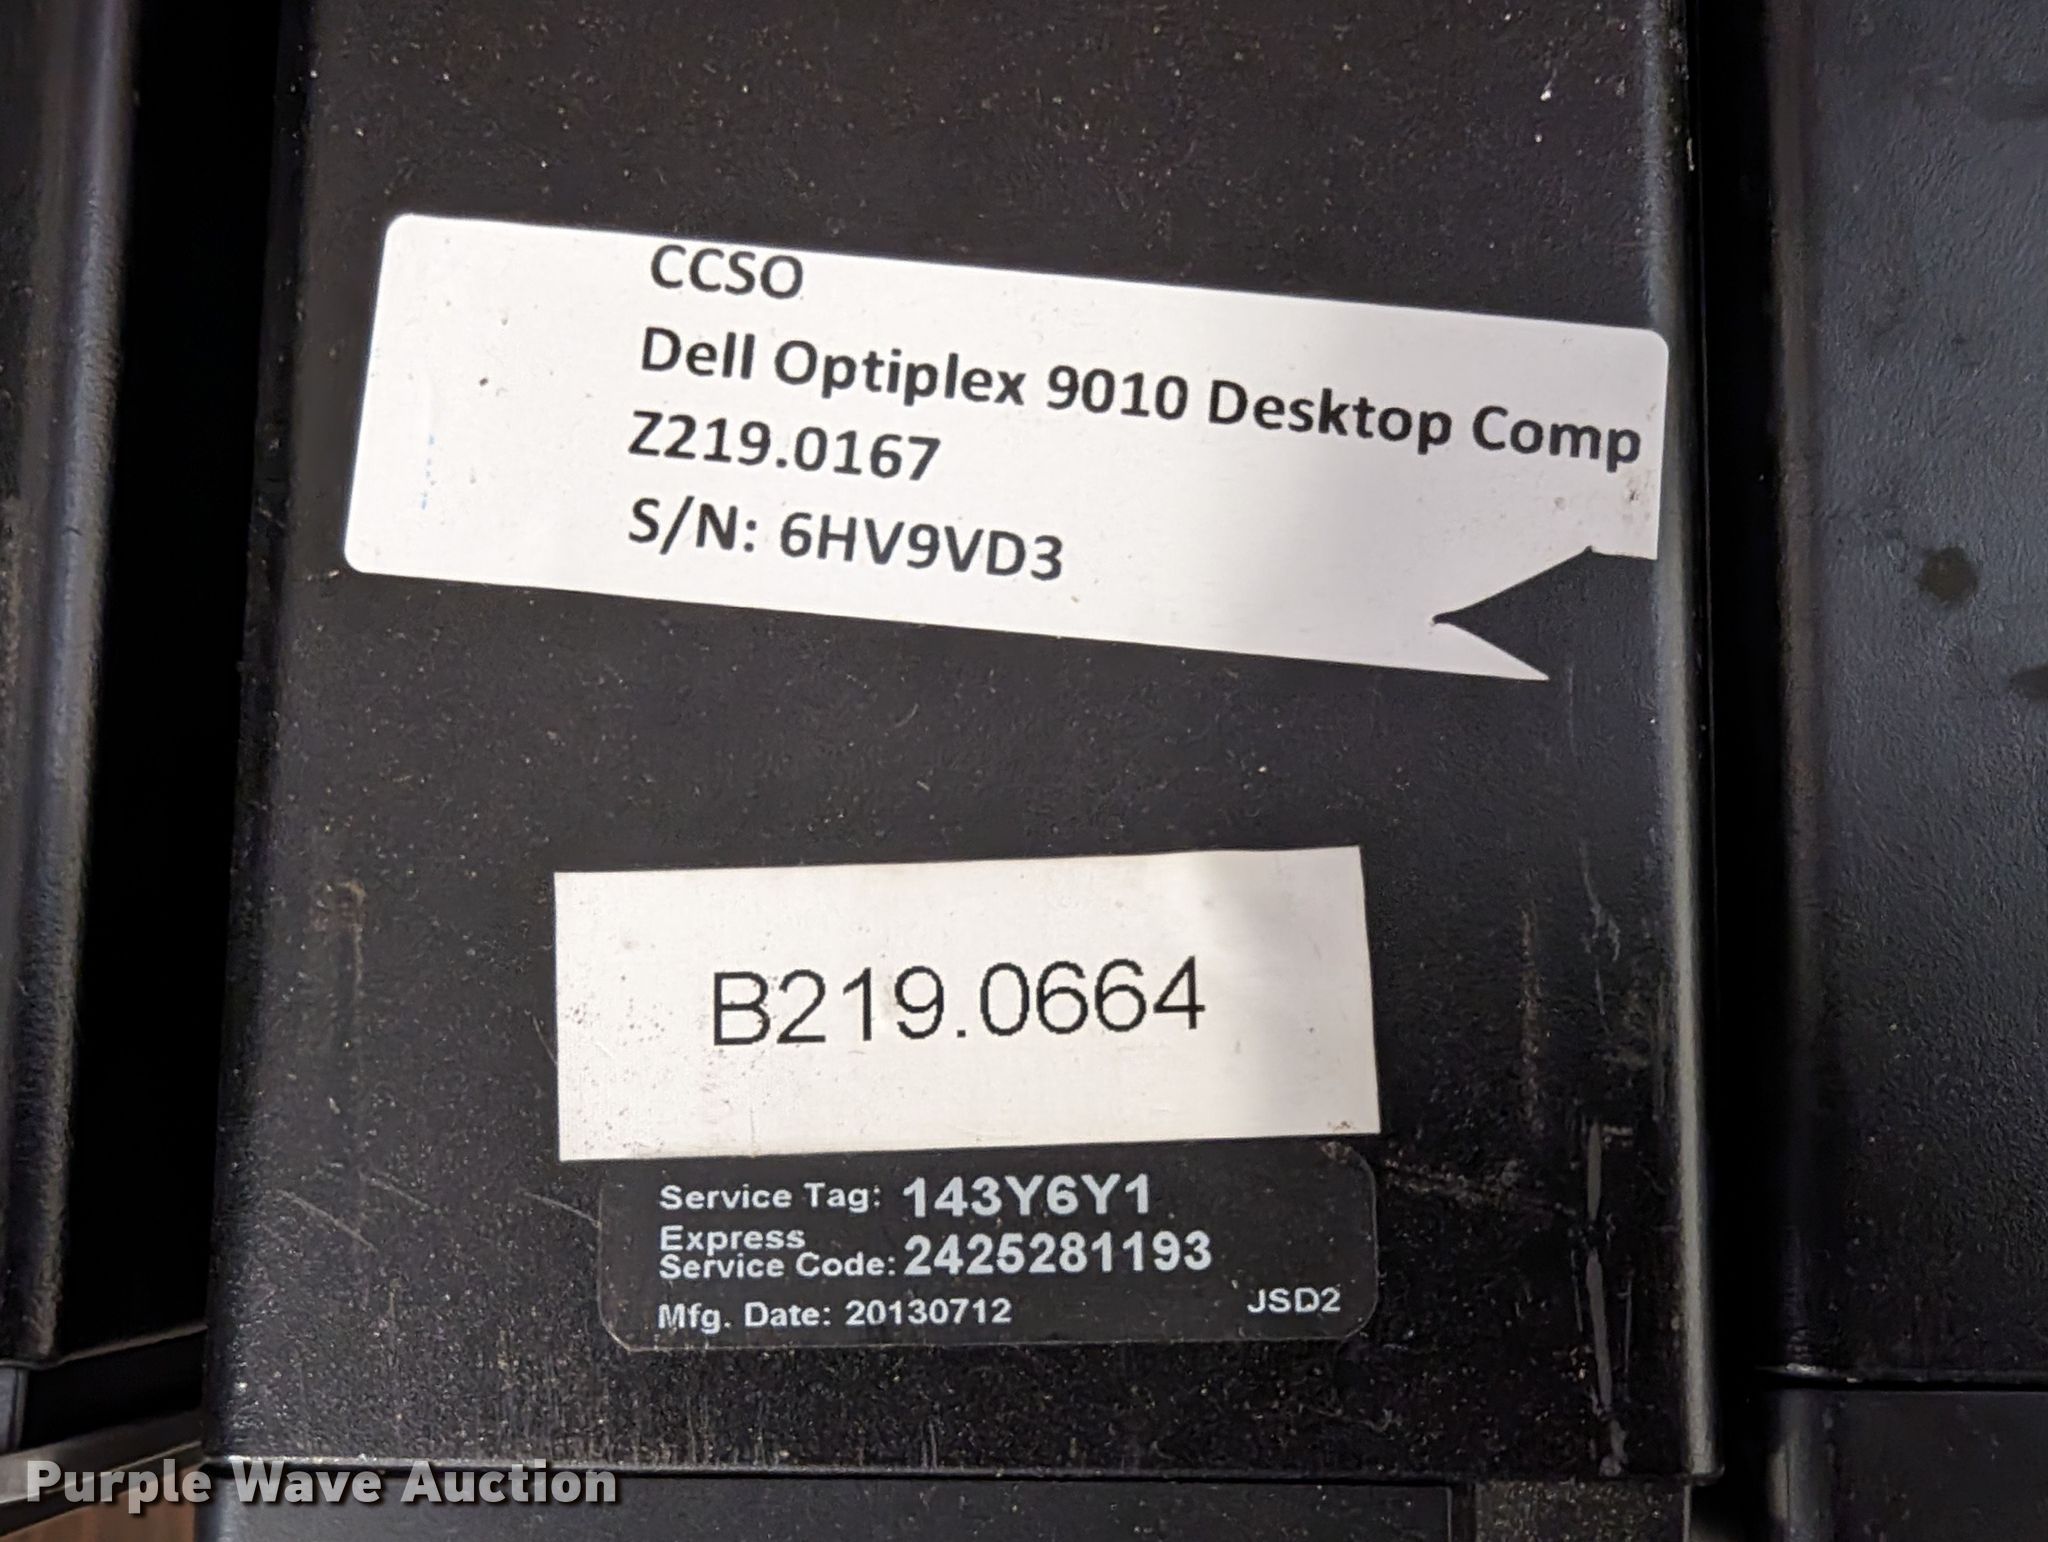 CCSO
Dell Optiplex 9010 Desktop Comp
Z219.0167
S/N: 6HV9VD3
B219.0664
Service Tag: 143Y6Y1
Express
Service Code: 2425281193
Mfg. Date: 20130712 JSD2
Purple Wave Auction